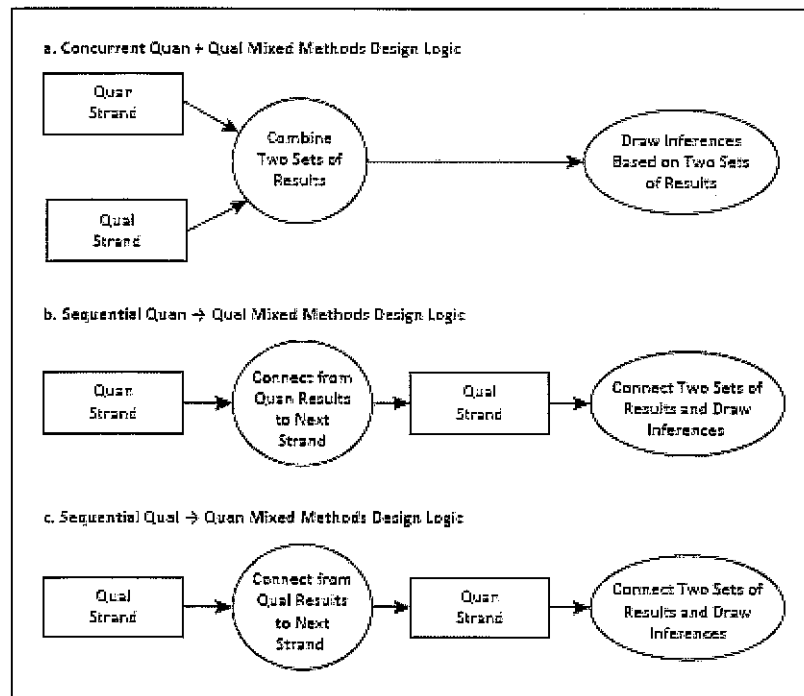 a. Concurrent Quan + Qual Mixed Methods Design Logic
Quan
Strand
Combine
Two Sets of
Results
Draw Inferences
Based on Two Sets
of Results
Qual
Strand
b. Sequential Quan → Qual Mixed Methods Design Logic
Quan
Strand
Connect from
Quan Results
to Next
Strand
Qual
Strand
Connect Two Sets of
Results and Draw
Inferences
c. Sequential Qual → Quan Mixed Methods Design Logic
Qual
Strand
Connect from
Qual Results
to Next
Strand
Quan
Strand
Connect Two Sets of
Results and Draw
Inferences